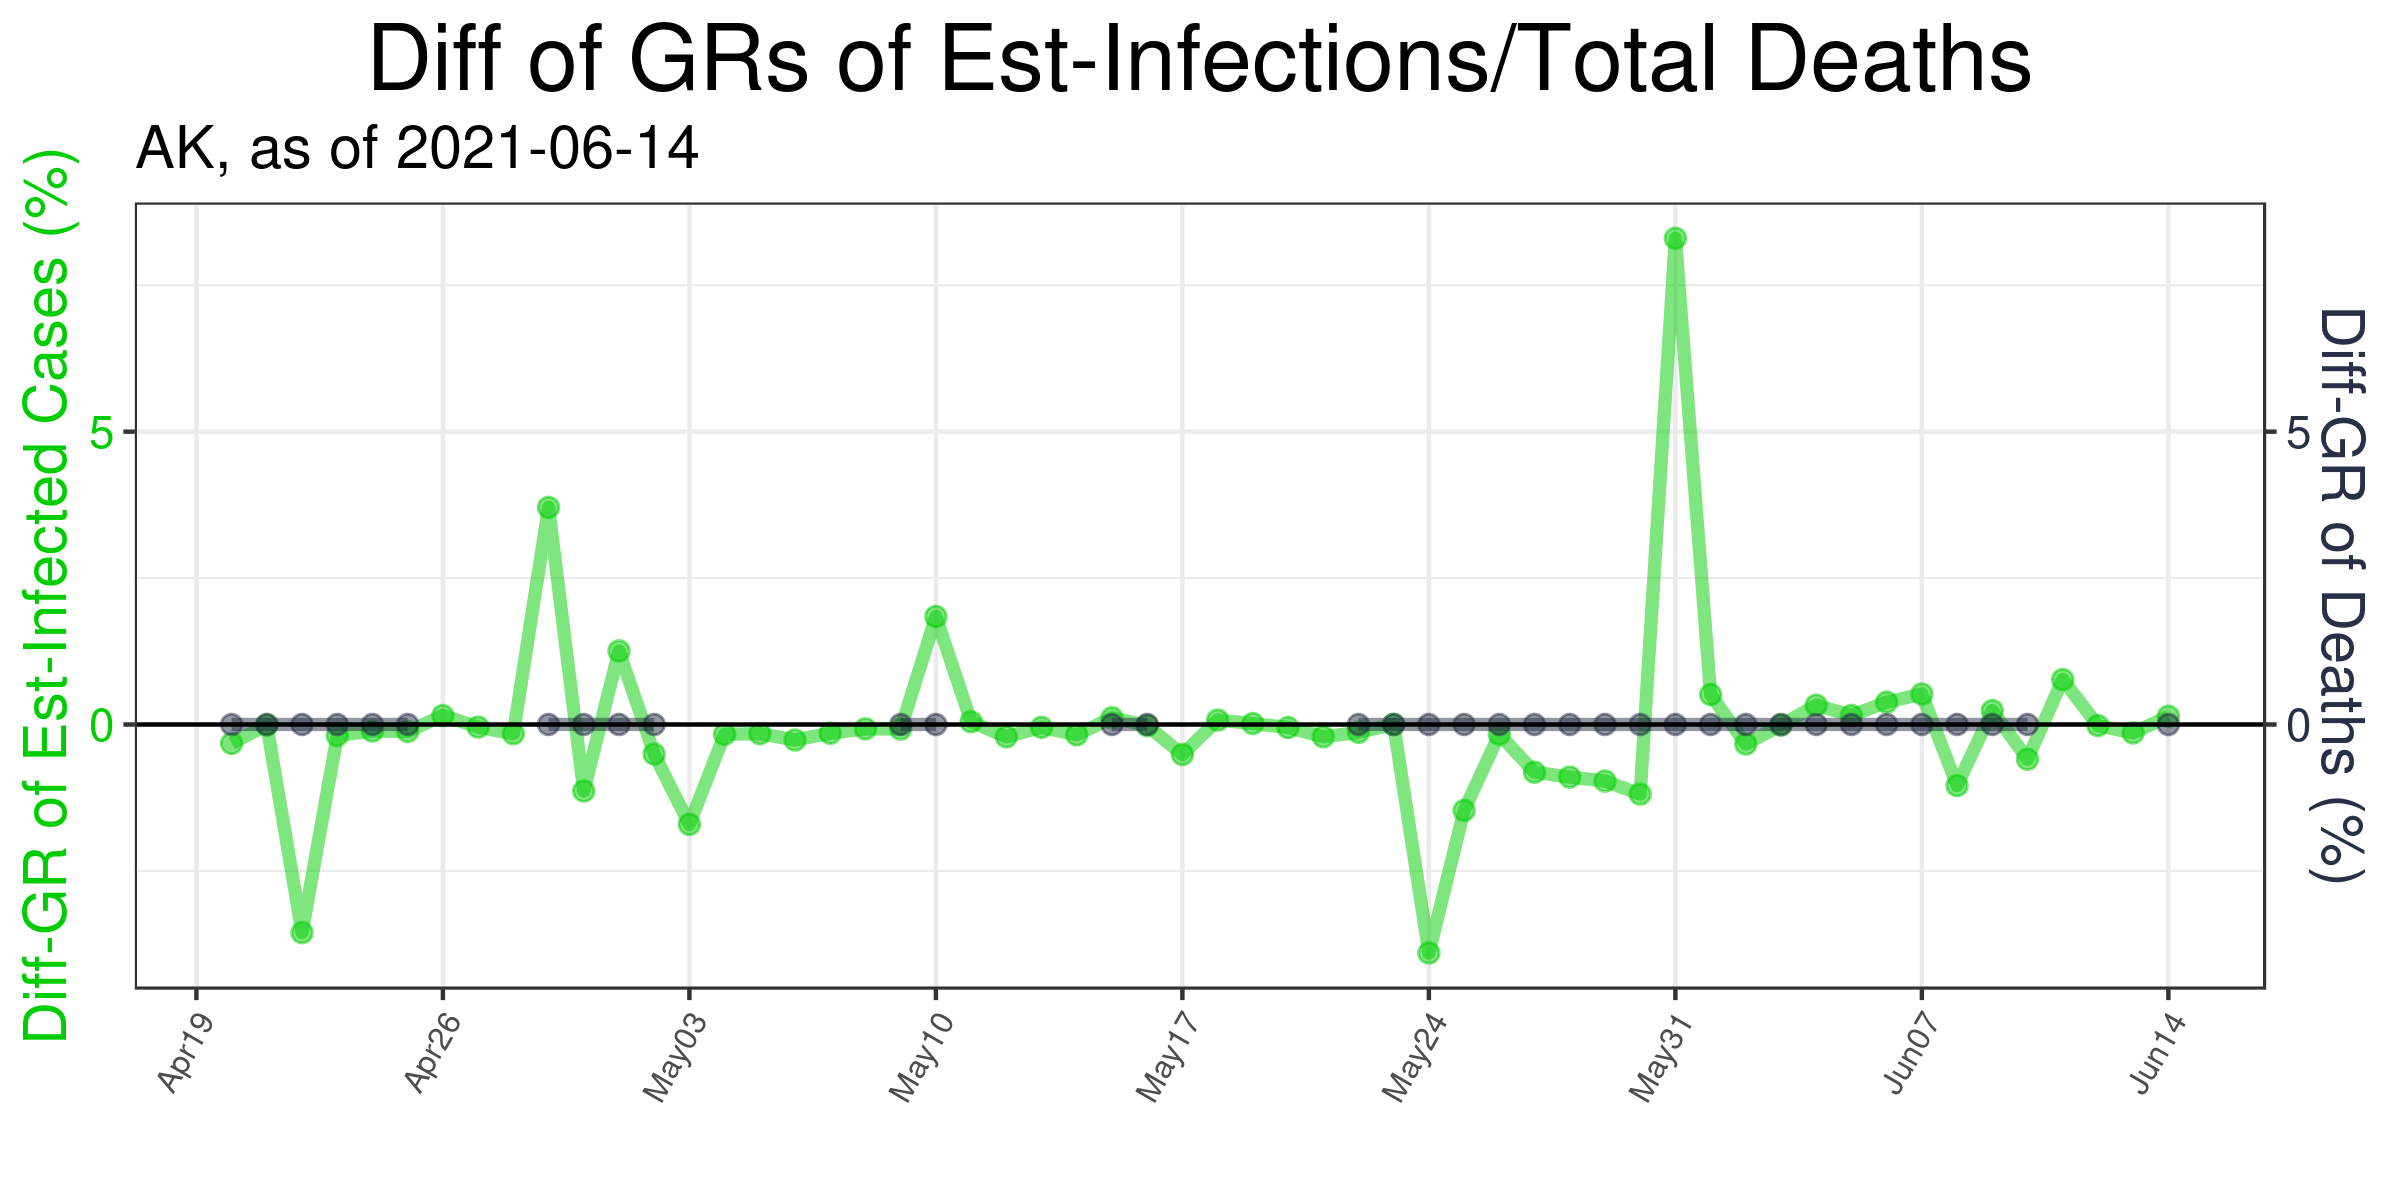 Diff of GRs of Est-Infections/Total Deaths
AK, as of 2021-06-14
Diff-GR of Est-Infected Cases (%)
5
0
5
0
Diff-GR of Deaths (%)
Apr19
Apr26
May03
May10
May17
May24
May31
Jun07
Jun14